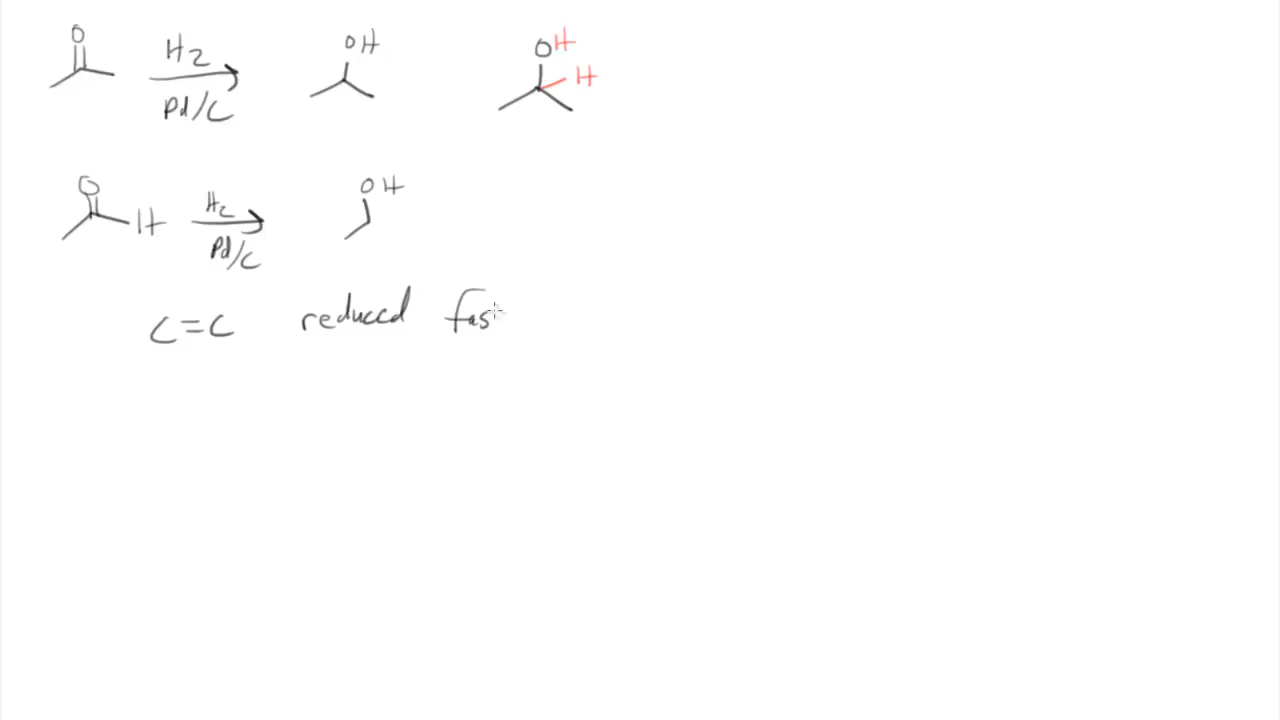 O H2 OH OH
Pd/C H
O H H2 OH
Pd/C
C=C reduced fas